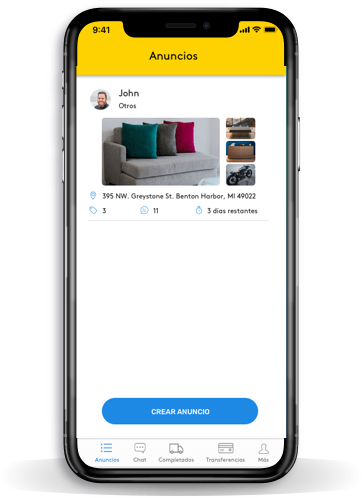 9:41
Anuncios
John
Otros
395 NW. Greystone St. Benton Harbor, MI 49022
3 11 3 días restantes
CREAR ANUNCIO
Anuncios Chat Completados Transferencias Más